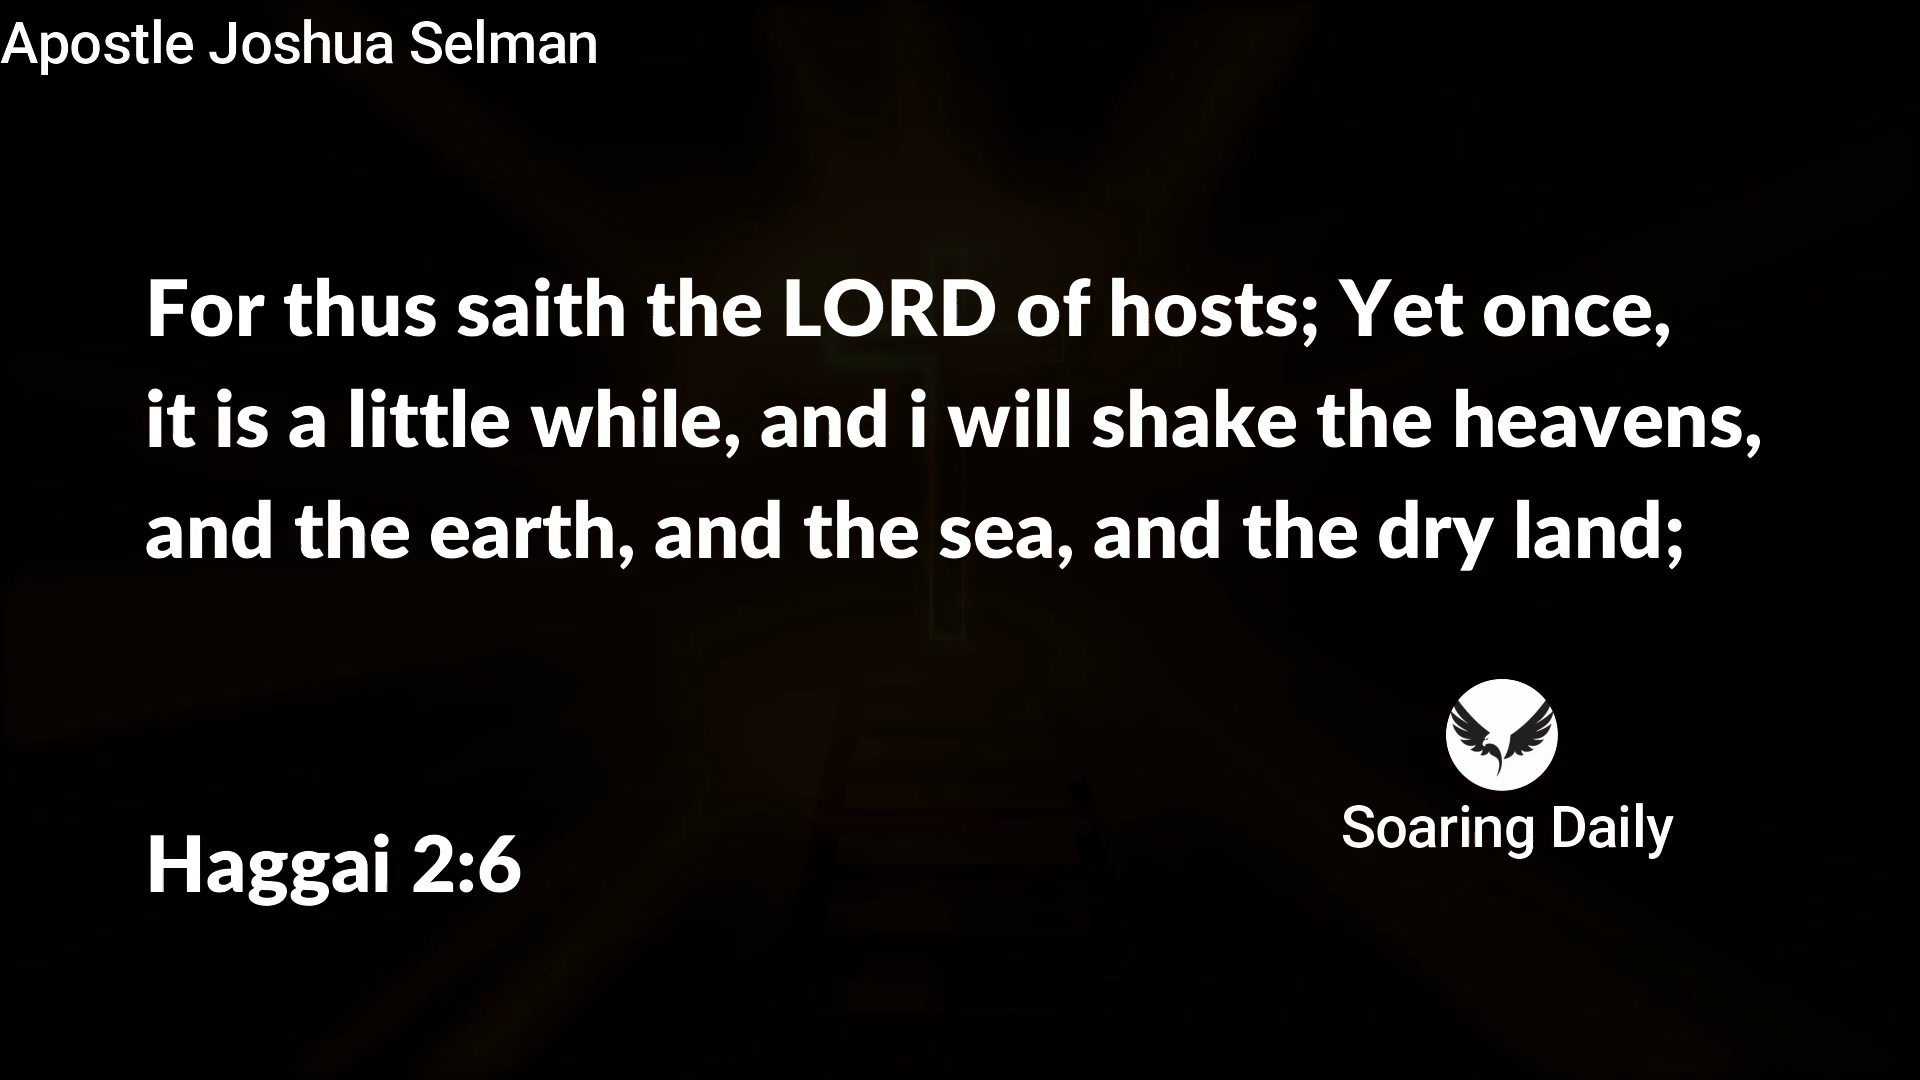 Apostle Joshua Selman
For thus saith the LORD of hosts; Yet once,
it is a little while, and i will shake the heavens,
and the earth, and the sea, and the dry land;
Soaring Daily
Haggai 2:6